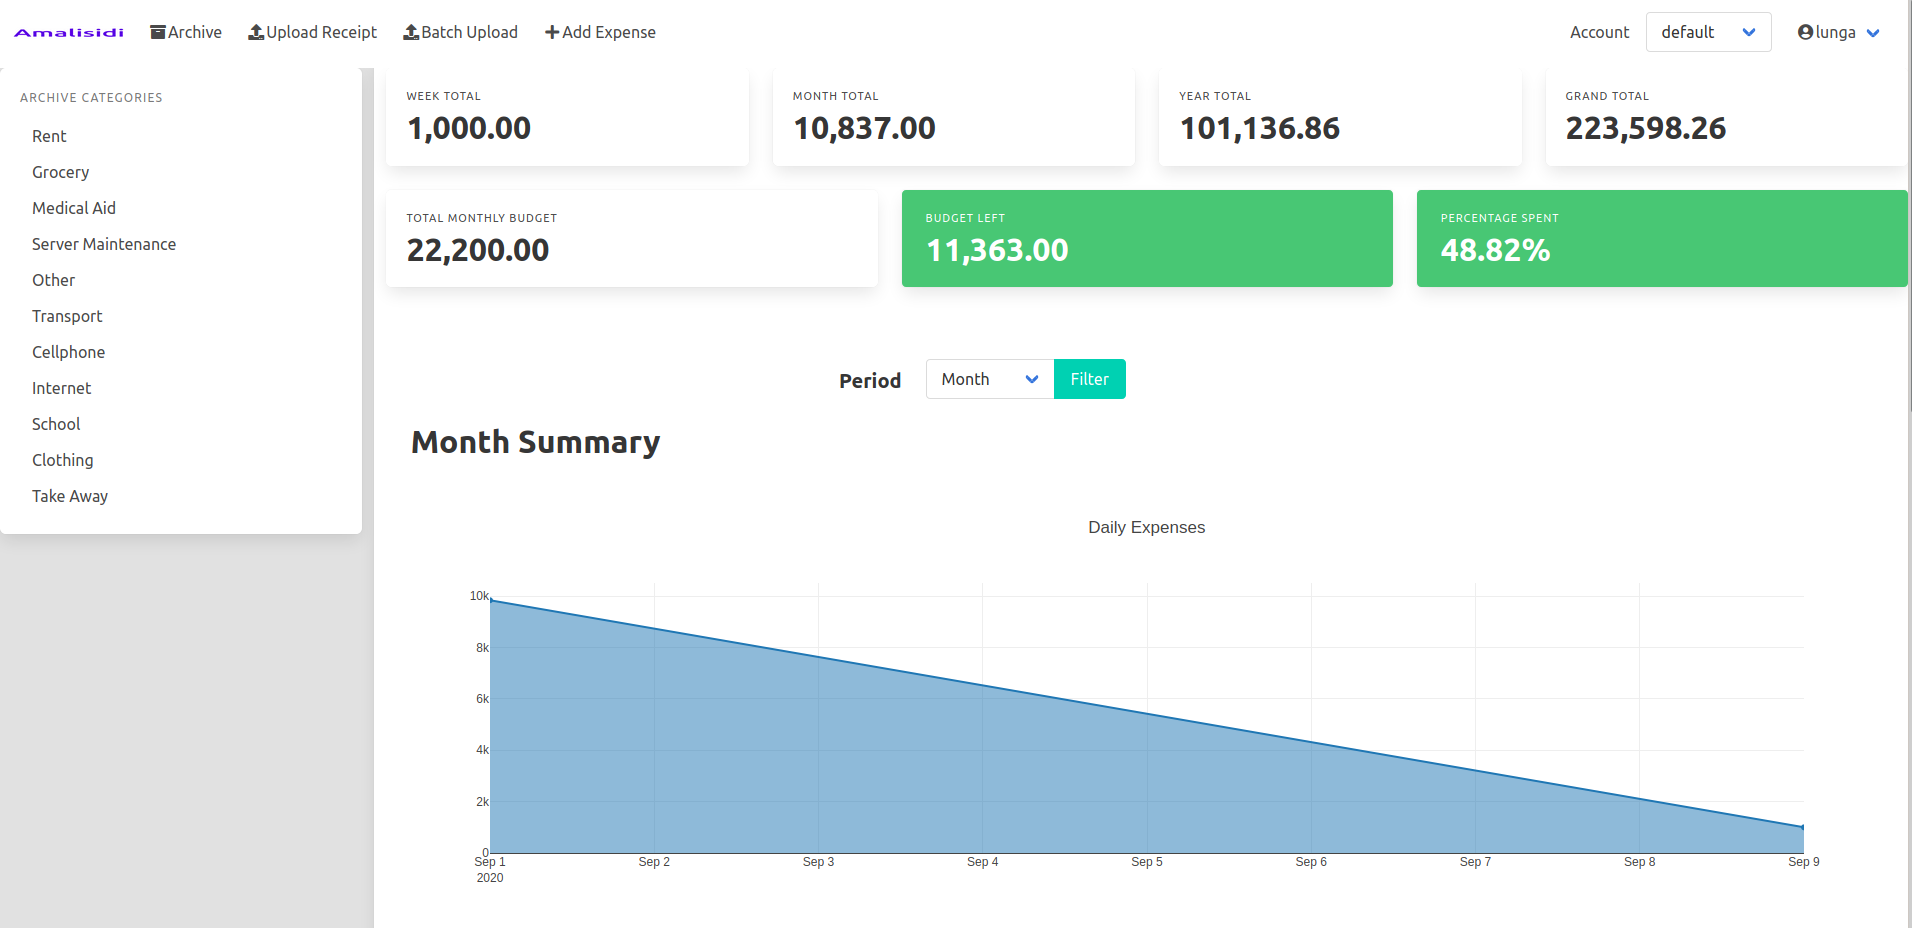 Amalisidi Archive Upload Receipt Batch Upload Add Expense Account default lunga
ARCHIVE CATEGORIES
Rent
Grocery
Medical Aid
Server Maintenance
Other
Transport
Cellphone
Internet
School
Clothing
Take Away
WEEK TOTAL
1,000.00
MONTH TOTAL
10,837.00
YEAR TOTAL
101,136.86
GRAND TOTAL
223,598.26
TOTAL MONTHLY BUDGET
22,200.00
BUDGET LEFT
11,363.00
PERCENTAGE SPENT
48.82%
Period Month Filter
Month Summary
Daily Expenses
10k
8k
6k
4k
2k
0
Sep 1 Sep 2 Sep 3 Sep 4 Sep 5 Sep 6 Sep 7 Sep 8 Sep 9
2020